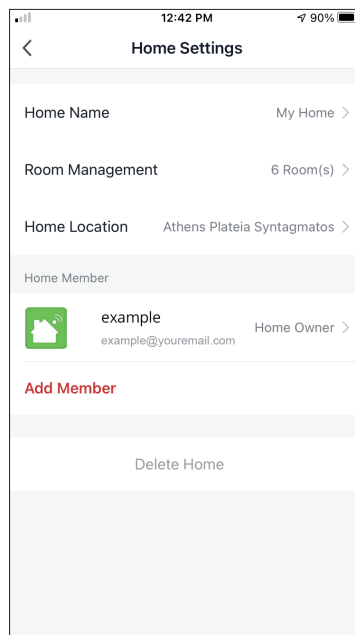 12:42 PM 90%
Home Settings
Home Name My Home
Room Management 6 Room(s)
Home Location Athens Plateia Syntagmatos
Home Member
example
example@youremail.com Home Owner
Add Member
Delete Home